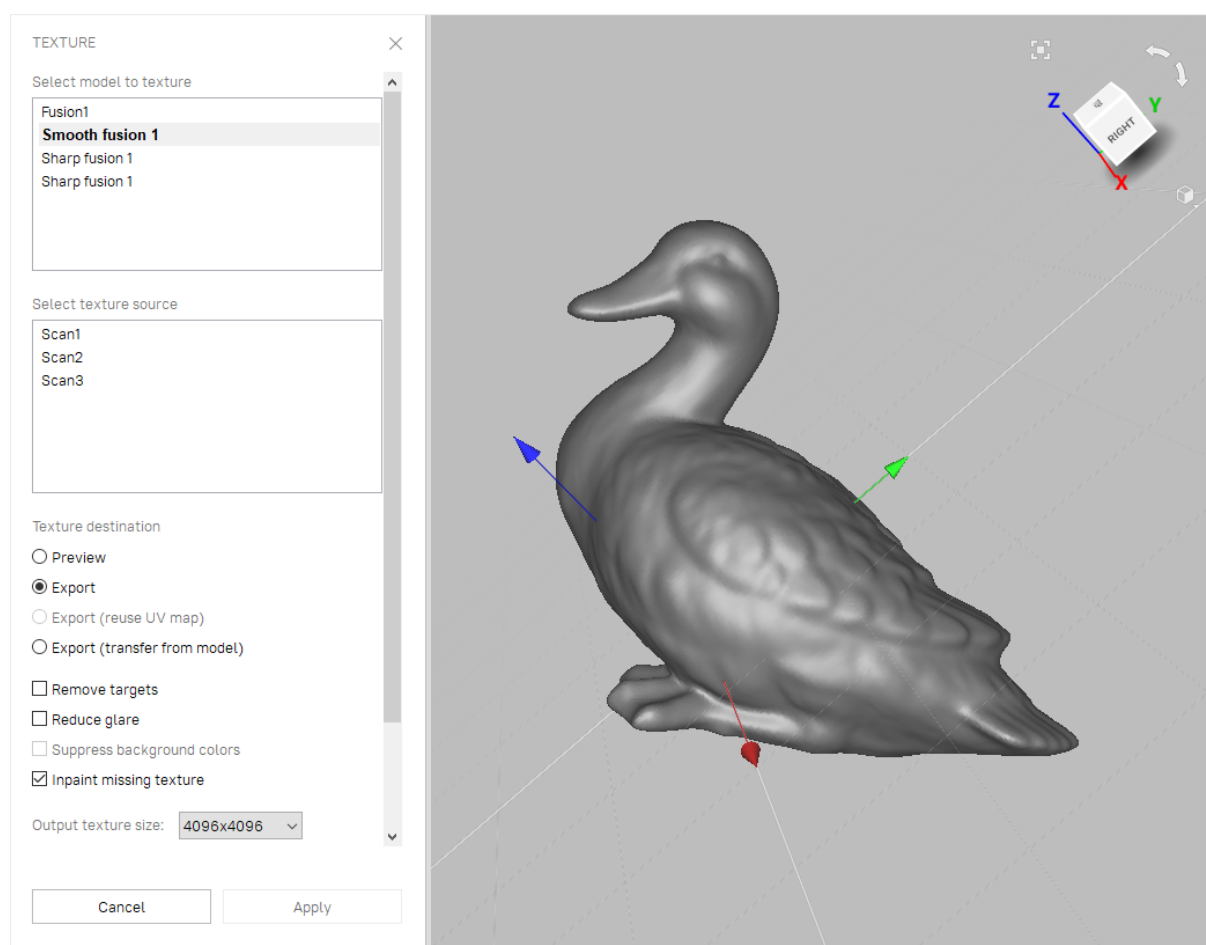 TEXTURE
Select model to texture
Fusion1
Smooth fusion 1
Sharp fusion 1
Sharp fusion 1
Select texture source
Scan1
Scan2
Scan3
Texture destination
Preview
Export
Export (reuse UV map)
Export (transfer from model)
Remove targets
Reduce glare
Suppress background colors
Inpaint missing texture
Output texture size: 4096x4096
Cancel Apply
Z
Y
RIGHT
X